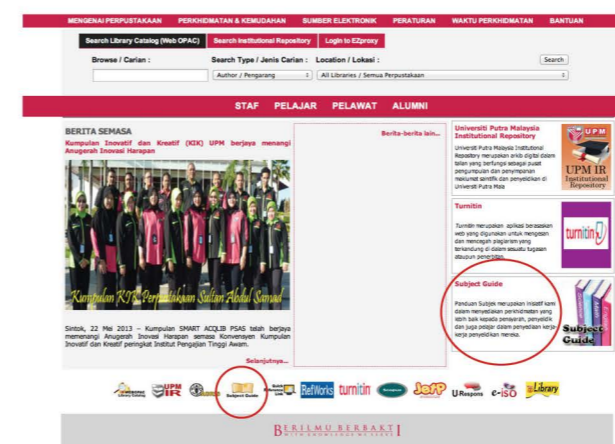 MENGENAI PERPUSTAKAAN PERKHIDMATAN & KEMUDAHAN SUMBER ELEKTRONIK PERATURAN WAKTU PERKHIDMATAN BANTUAN
Search Library Catalog (Web OPAC) Search Institutional Repository Login to EZproxy
Browse / Carian : Search Type / Jenis Carian : Location / Lokasi :
Author / Pengarang All Libraries / Semua Perpustakaan Search
STAF PELAJAR PELAWAT ALUMNI
BERITA SEMASA
Kumpulan Inovatif dan Kreatif (KIK) UPM berjaya menangi
Anugerah Inovasi Harapan
Kumpulan KIK Perpustakaan Sultan Abdul Samad
Sintok, 22 Mei 2013 – Kumpulan SMART ACQLIB PSAS telah berjaya
memenangi Anugerah Inovasi Harapan semasa Konvensyen Kumpulan
Inovatif dan Kreatif peringkat Institut Pengajian Tinggi Awam.
Selanjutnya...
Berita-berita lain...
Universiti Putra Malaysia
Institutional Repository
Universiti Putra Malaysia Institutional
Repository merupakan arkib digital dalam
talian yang berfungsi sebagai pusat
pengumpulan dan penyimpanan
maklumat saintifik dan penyelidikan di
Universiti Putra Mala
UPM
UPM IR
Institutional
Repository
Turnitin
Turnitin merupakan aplikasi berasaskan
web yang digunakan untuk mengesan
dan mencegah plagiarism yang
terkandung di dalam sesuatu tugasan
ataupun penerbitan.
turnitin
Subject Guide
Panduan Subjek merupakan inisiatif kami
dalam menyediakan perkhidmatan yang
lebih baik kepada pensyarah, penyelidik
dan juga pelajar dalam penyediaan kerja-
kerja penyelidikan mereka.
Subject
Guide
Library Catalog UPM IR Subject Guide Quick Reference Link RefWorks turnitin JeSP U-Respons e-ISO Library
BERILMU BERBAKTI
WITH KNOWLEDGE WE SERVE